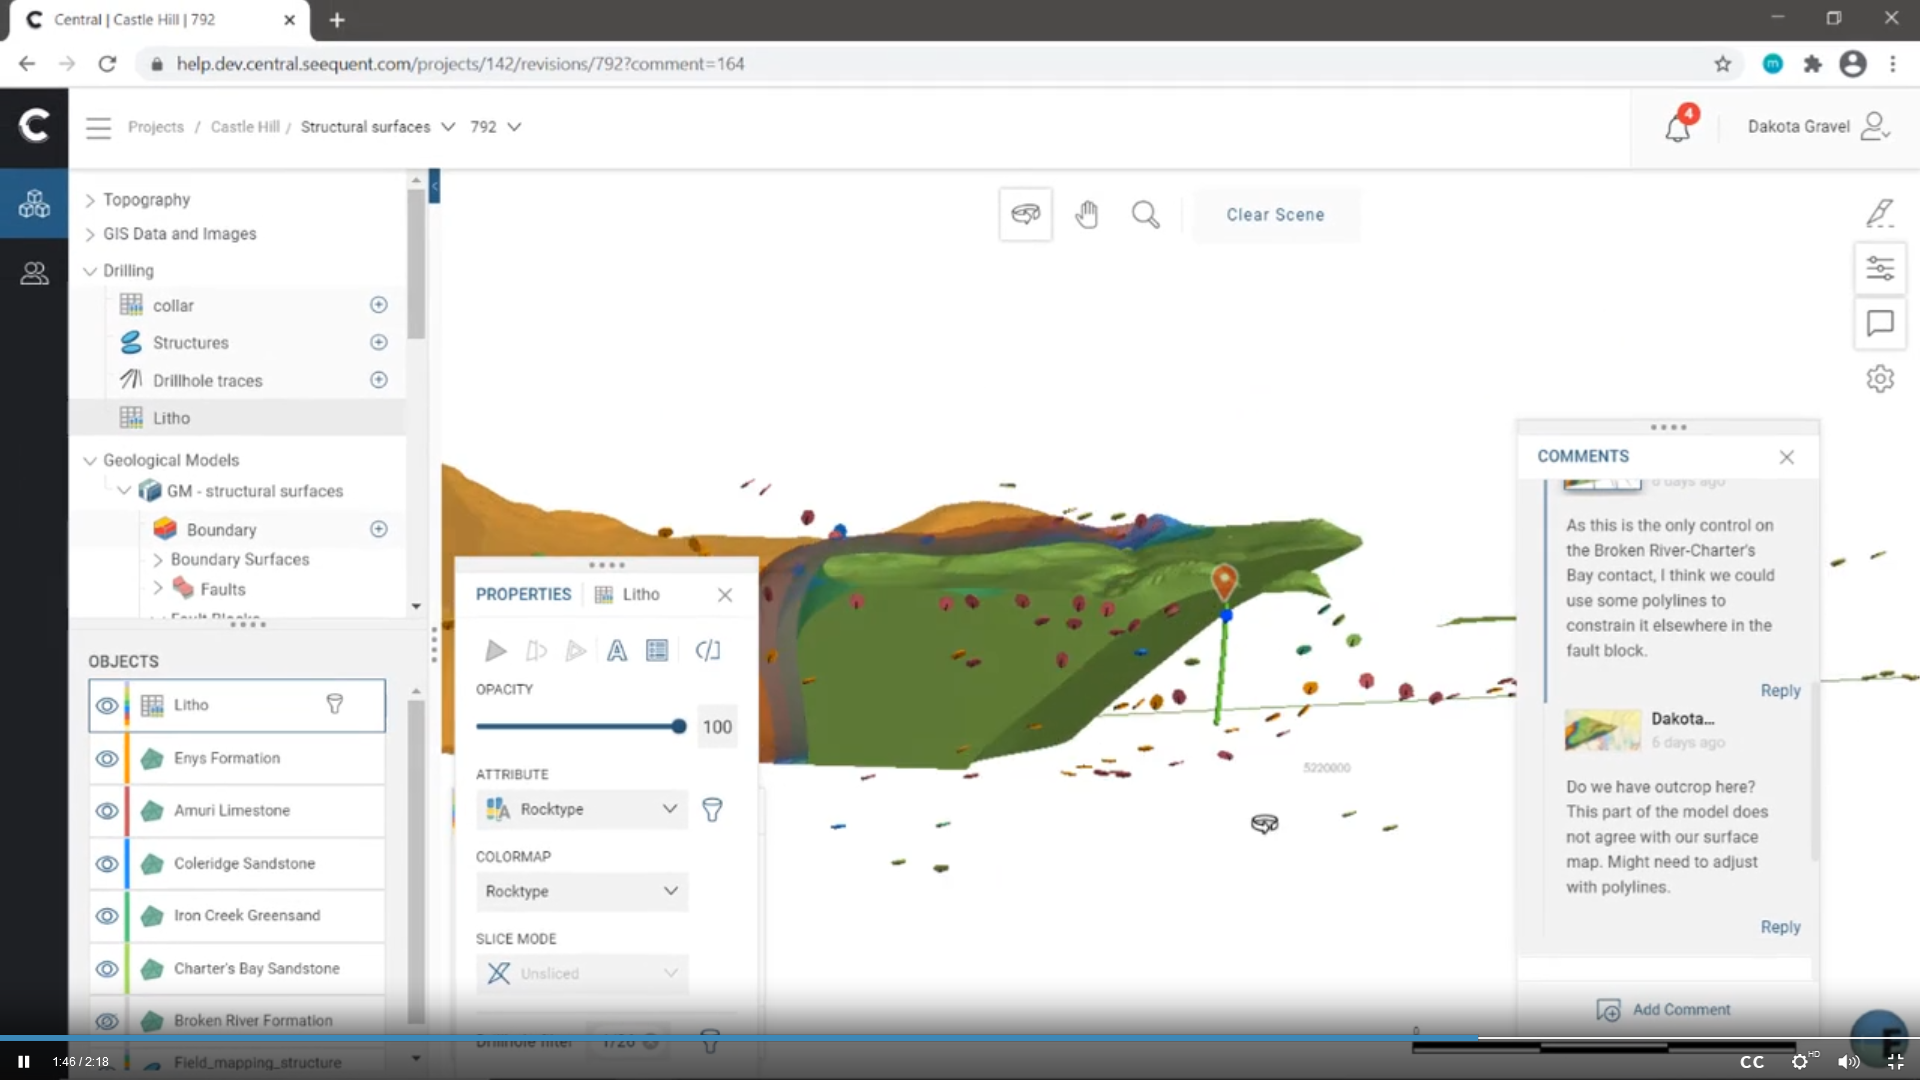 Central | Castle Hill | 792
help.dev.central.seequent.com/projects/142/revisions/792?comment=164
Projects / Castle Hill / Structural surfaces 792
4
Dakota Gravel
Topography
GIS Data and Images
Drilling
collar
Structures
Drillhole traces
Litho
Geological Models
GM - structural surfaces
Boundary
Boundary Surfaces
Faults
Fault Blocks
OBJECTS
Litho
Enys Formation
Amuri Limestone
Coleridge Sandstone
Iron Creek Greensand
Charter's Bay Sandstone
Broken River Formation
Field_mapping_structure
Clear Scene
PROPERTIES Litho
OPACITY
100
ATTRIBUTE
Rocktype
COLORMAP
Rocktype
SLICE MODE
Unsliced
Drillhole filter 1/26
5220000
COMMENTS
6 days ago
As this is the only control on
the Broken River-Charter's
Bay contact, I think we could
use some polylines to
constrain it elsewhere in the
fault block.
Reply
Dakota...
6 days ago
Do we have outcrop here?
This part of the model does
not agree with our surface
map. Might need to adjust
with polylines.
Reply
Add Comment
0
1:46 / 2:18
CC
HD